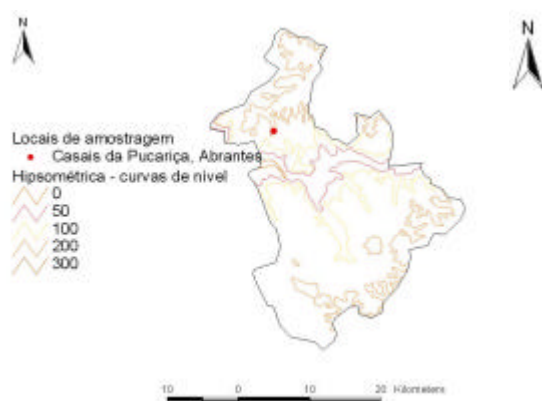 N
N
Locais de amostragem
Casais da Pucariça, Abrantes
Hipsométrica - curvas de nivel
0
50
100
200
300
10 0 10 20 Kilometers